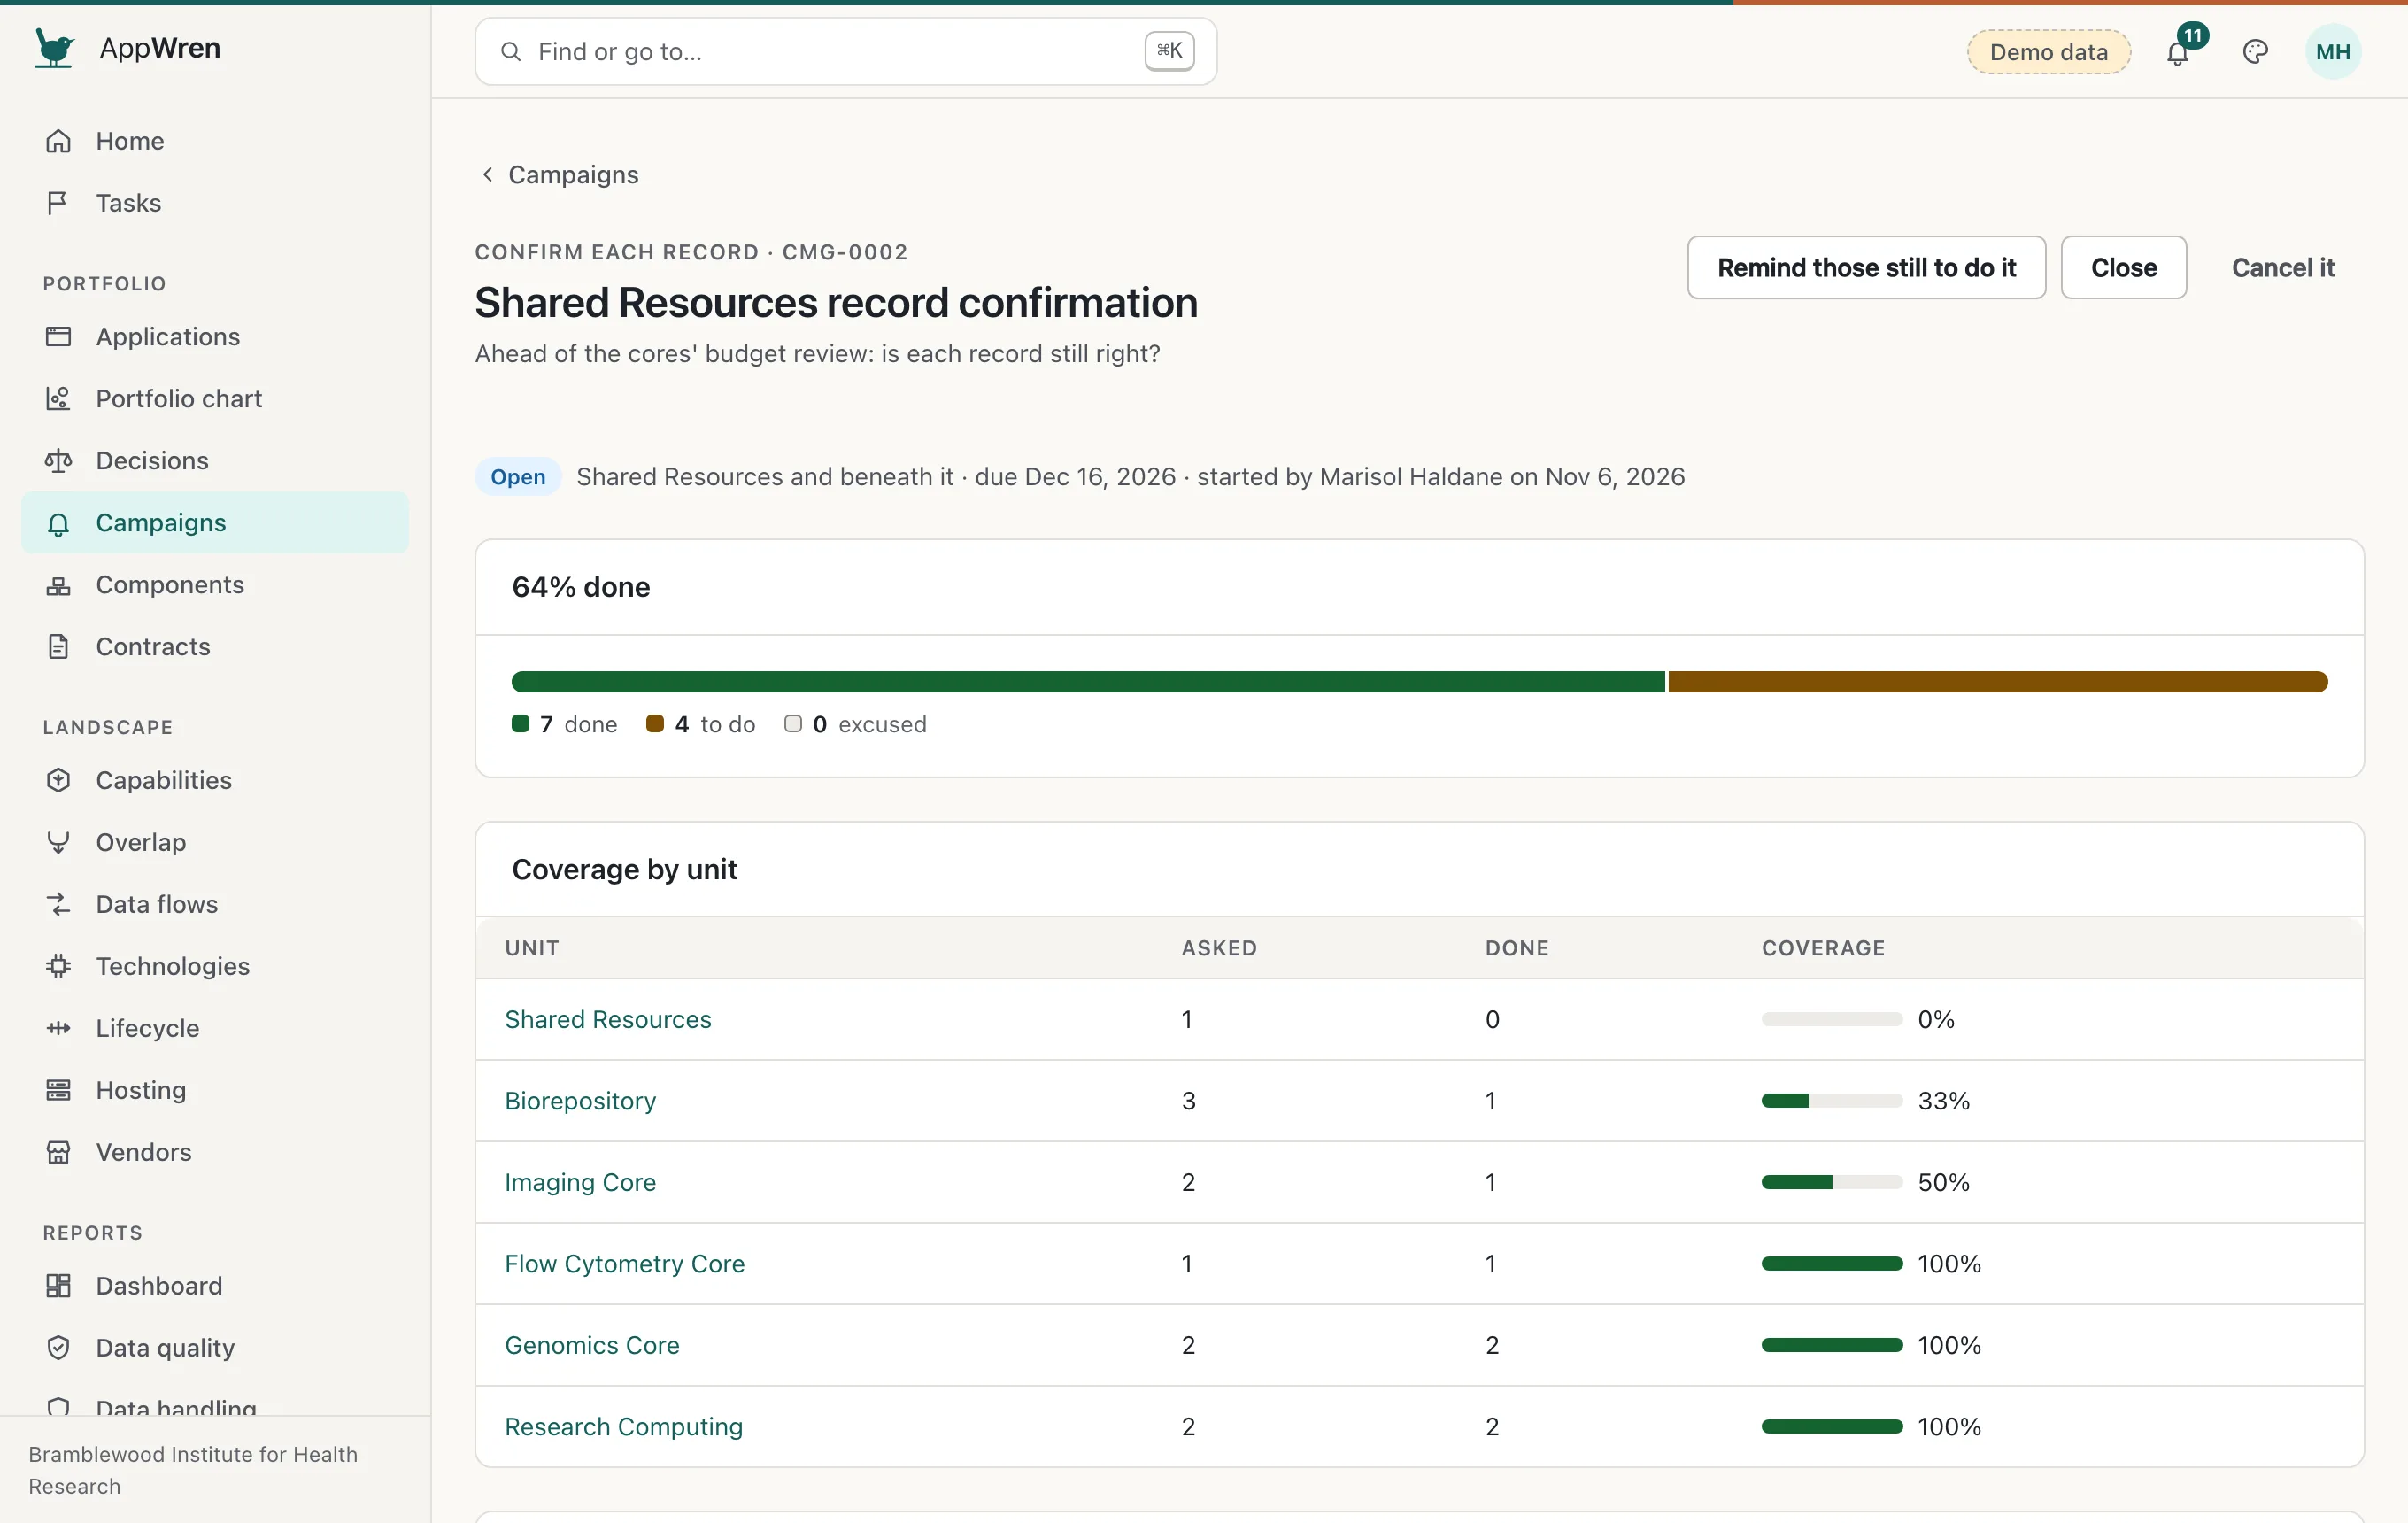 AppWren
Find or go to...
⌘K
Demo data
11
MH
Home
Tasks
PORTFOLIO
Applications
Portfolio chart
Decisions
Campaigns
Components
Contracts
LANDSCAPE
Capabilities
Overlap
Data flows
Technologies
Lifecycle
Hosting
Vendors
REPORTS
Dashboard
Data quality
Data handling
Bramblewood Institute for Health
Research
Campaigns
CONFIRM EACH RECORD · CMG-0002
Shared Resources record confirmation
Ahead of the cores' budget review: is each record still right?
Remind those still to do it
Close
Cancel it
Open Shared Resources and beneath it · due Dec 16, 2026 · started by Marisol Haldane on Nov 6, 2026
64% done
7 done 4 to do 0 excused
Coverage by unit
UNIT ASKED DONE COVERAGE
Shared Resources 1 0 0%
Biorepository 3 1 33%
Imaging Core 2 1 50%
Flow Cytometry Core 1 1 100%
Genomics Core 2 2 100%
Research Computing 2 2 100%